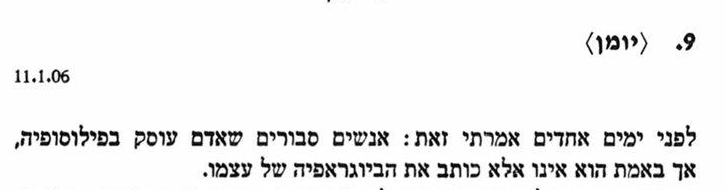 9. ⟨יומן⟩
11.1.06
לפני ימים אחדים אמרתי זאת: אנשים סבורים שאדם עוסק בפילוסופיה,
אך באמת הוא אינו אלא כותב את הביוגראפיה של עצמו.